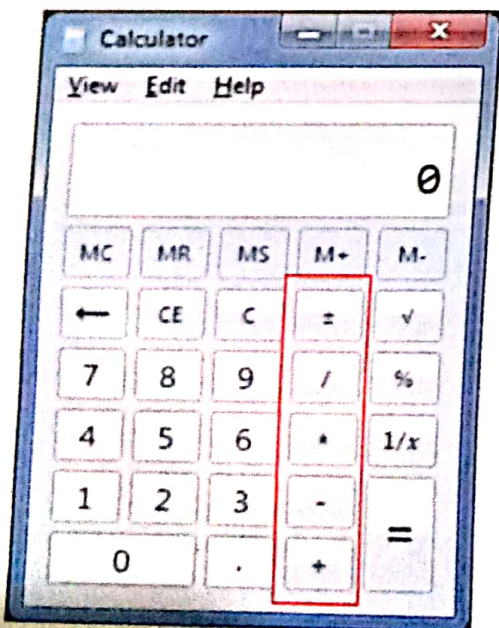 Calculator
View Edit Help
0
MC MR MS M+ M-
← CE C ± √
7 8 9 / %
4 5 6 * 1/x
1 2 3 - =
0 . +